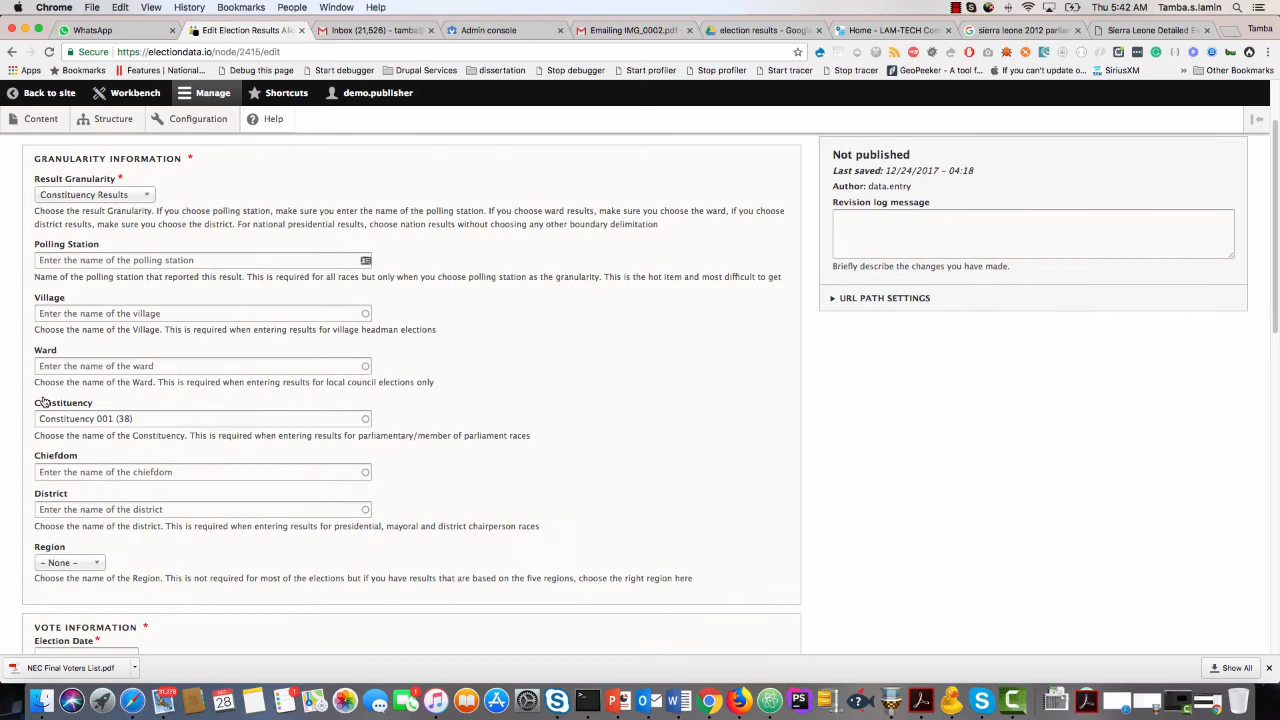 Chrome File Edit View History Bookmarks People Window Help Thu 5:42 AM Tamba.s.lamin
WhatsApp Edit Election Results Alic Inbox (21,528) – tamba@ Admin console Emailing IMG_0002.pdf election results – Google Home – LAM-TECH Con sierra leone 2012 parlian Sierra Leone Detailed Ele Tamba
Secure https://electiondata.io/node/2415/edit
Apps Bookmarks Features | National... Debug this page Start debugger Drupal Services dissertation Stop debugger Start profiler Stop profiler Start tracer Stop tracer GeoPeeker – A tool f... If you can't update o... SiriusXM Other Bookmarks
Back to site Workbench Manage Shortcuts demo.publisher
Content Structure Configuration Help
GRANULARITY INFORMATION *
Result Granularity *
Constituency Results
Choose the result Granularity. If you choose polling station, make sure you enter the name of the polling station. If you choose ward results, make sure you choose the ward, if you choose
district results, make sure you choose the district. For national presidential results, choose nation results without choosing any other boundary delimitation
Polling Station
Enter the name of the polling station
Name of the polling station that reported this result. This is required for all races but only when you choose polling station as the granularity. This is the hot item and most difficult to get
Village
Enter the name of the village
Choose the name of the Village. This is required when entering results for village headman elections
Ward
Enter the name of the ward
Choose the name of the Ward. This is required when entering results for local council elections only
Constituency
Constituency 001 (38)
Choose the name of the Constituency. This is required when entering results for parliamentary/member of parliament races
Chiefdom
Enter the name of the chiefdom
District
Enter the name of the district
Choose the name of the district. This is required when entering results for presidential, mayoral and district chairperson races
Region
– None –
Choose the name of the Region. This is not required for most of the elections but if you have results that are based on the five regions, choose the right region here
VOTE INFORMATION *
Election Date *
Not published
Last saved: 12/24/2017 – 04:18
Author: data.entry
Revision log message
Briefly describe the changes you have made.
URL PATH SETTINGS
NEC Final Voters List.pdf Show All
31,278
28